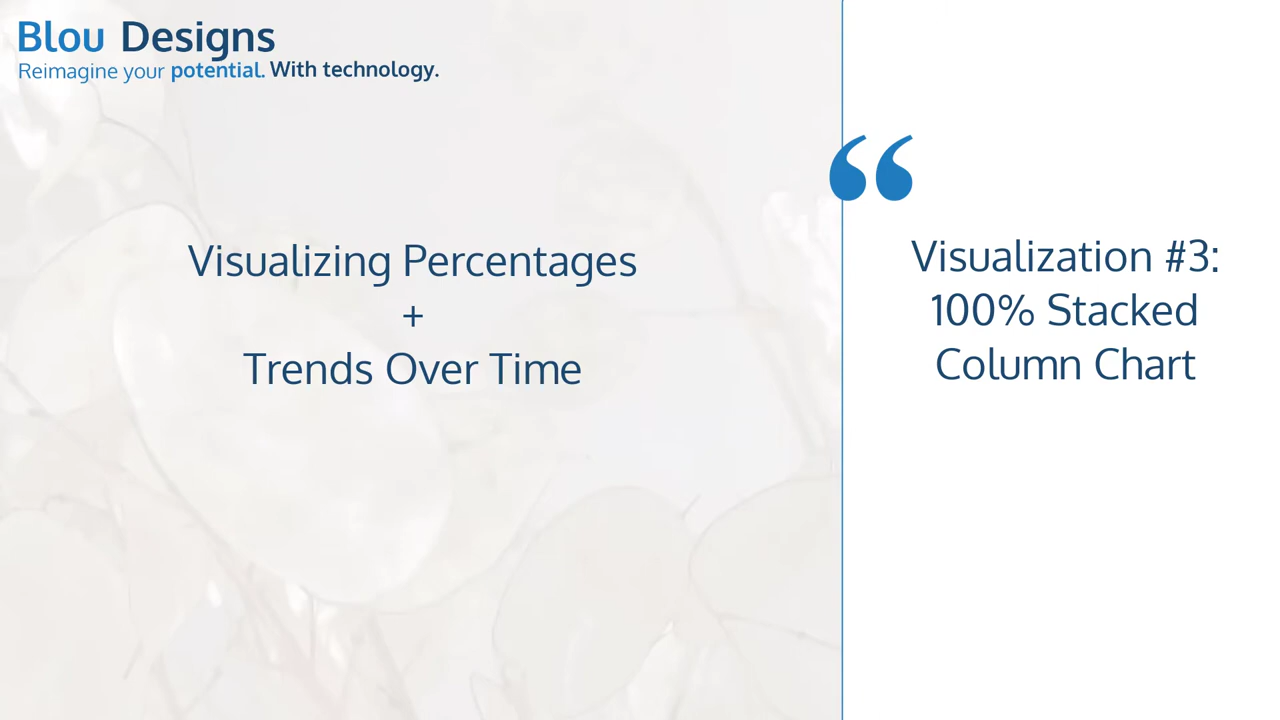 Blou Designs
Reimagine your potential. With technology.
Visualizing Percentages
+
Trends Over Time
“
Visualization #3:
100% Stacked
Column Chart